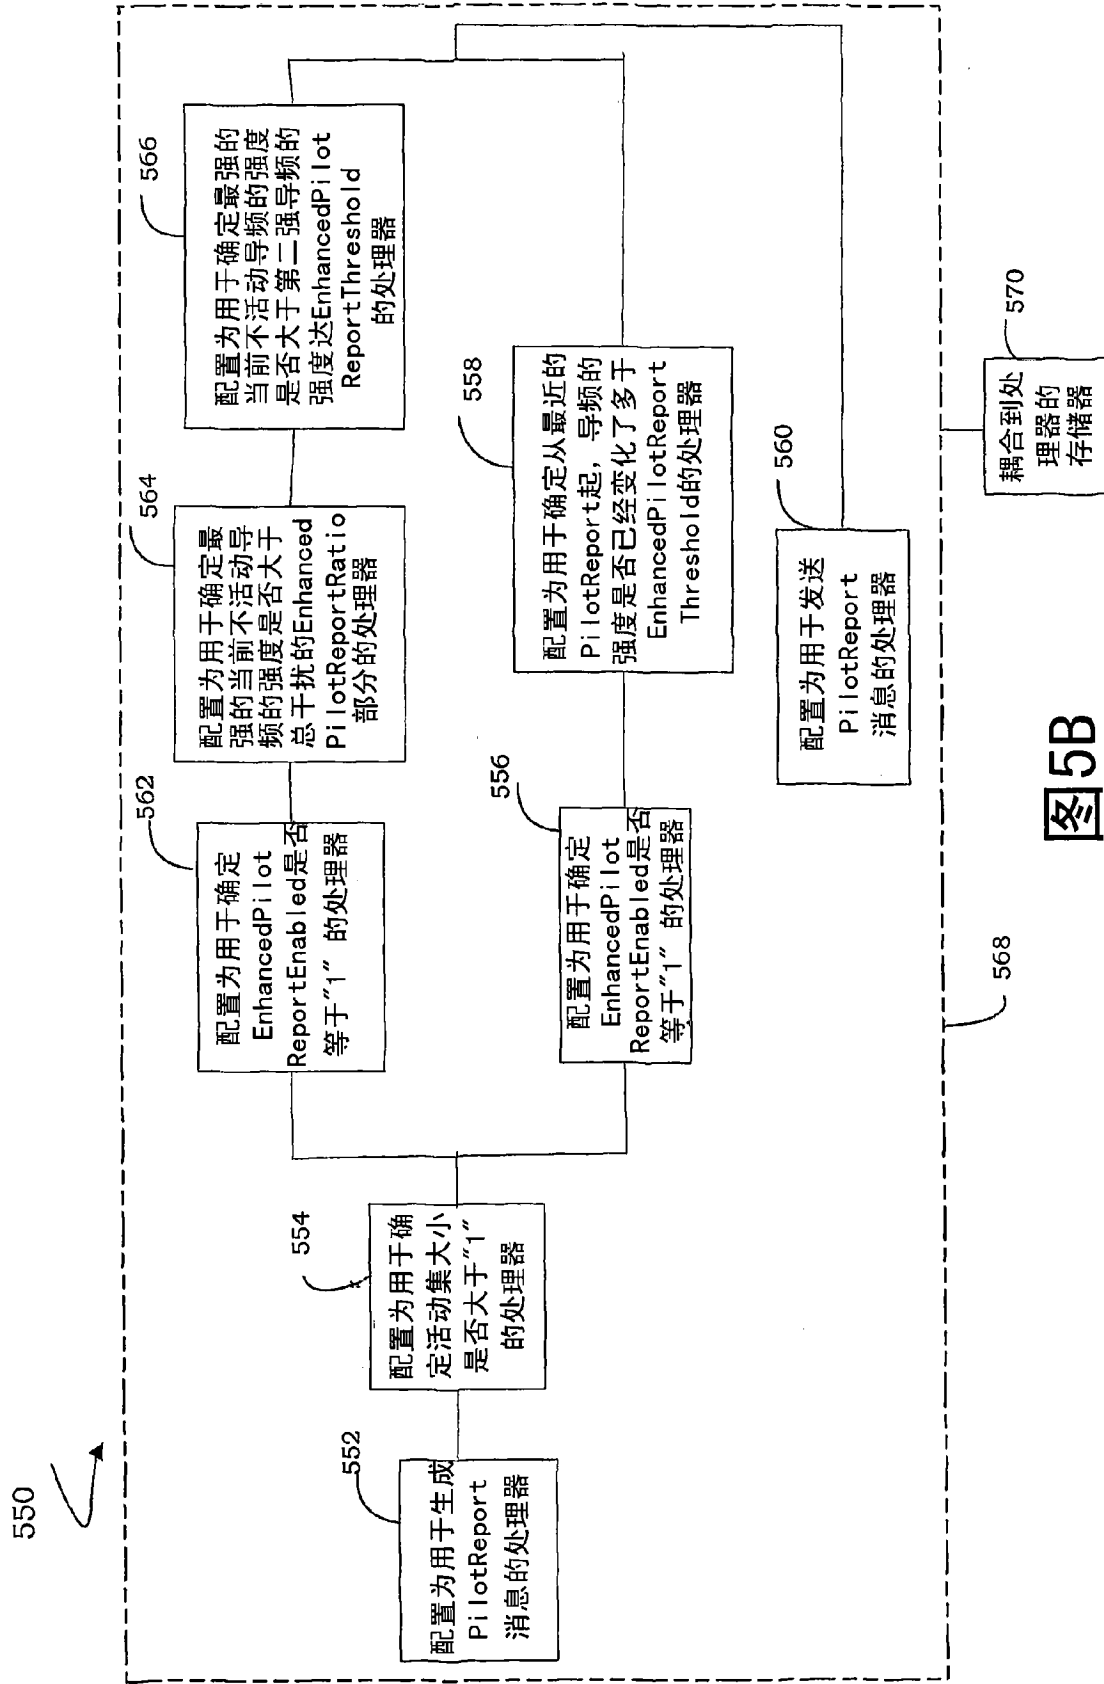 550
552
配置为用于生成
PilotReport
消息的处理器
554
配置为用于确
定活动集大小
是否大于"1"
的处理器
562
配置为用于确定
EnhancedPilot
ReportEnabled是否
等于"1" 的处理器
564
配置为用于确定最
强的当前不活动导
频的强度是否大于
总干扰的Enhanced
PilotReportRatio
部分的处理器
566
配置为用于确定最强的
当前不活动导频的强度
是否大于第二强导频的
强度达EnhancedPilot
ReportThreshold
的处理器
556
配置为用于确定
EnhancedPilot
ReportEnabled是否
等于"1" 的处理器
558
配置为用于确定从最近的
PilotReport起，导频的
强度是否已经变化了多于
EnhancedPilotReport
Threshold的处理器
560
配置为用于发送
PilotReport
消息的处理器
568
570
耦合到处
理器的
存储器
图5B